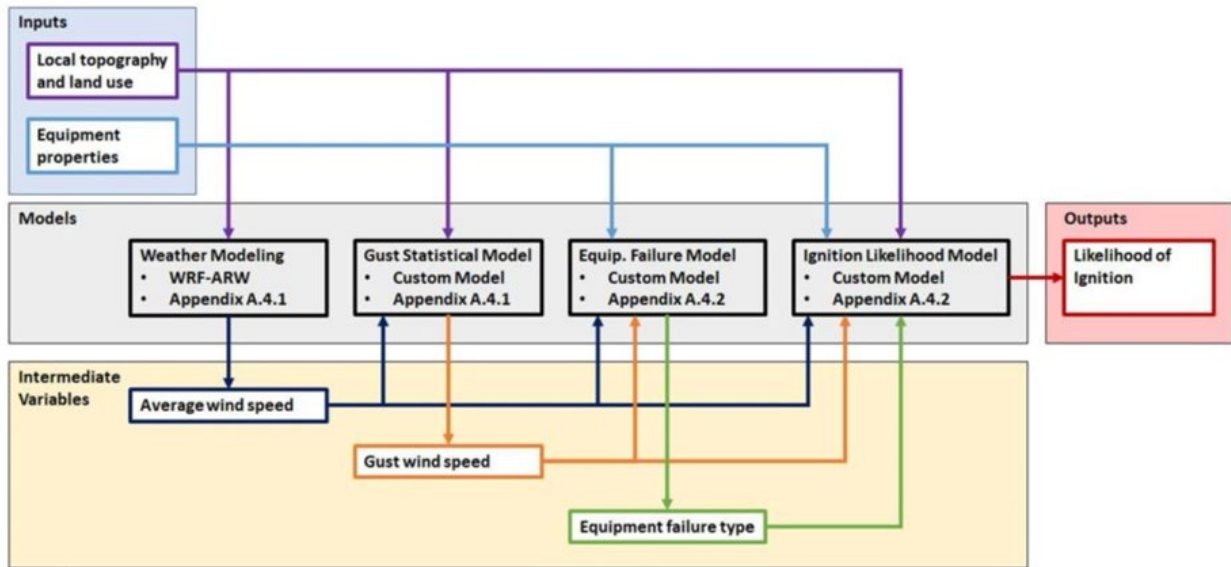 Inputs
Local topography
and land use
Equipment
properties
Models
Weather Modeling
• WRF-ARW
• Appendix A.4.1
Gust Statistical Model
• Custom Model
• Appendix A.4.1
Equip. Failure Model
• Custom Model
• Appendix A.4.2
Ignition Likelihood Model
• Custom Model
• Appendix A.4.2
Outputs
Likelihood of
Ignition
Intermediate
Variables
Average wind speed
Gust wind speed
Equipment failure type